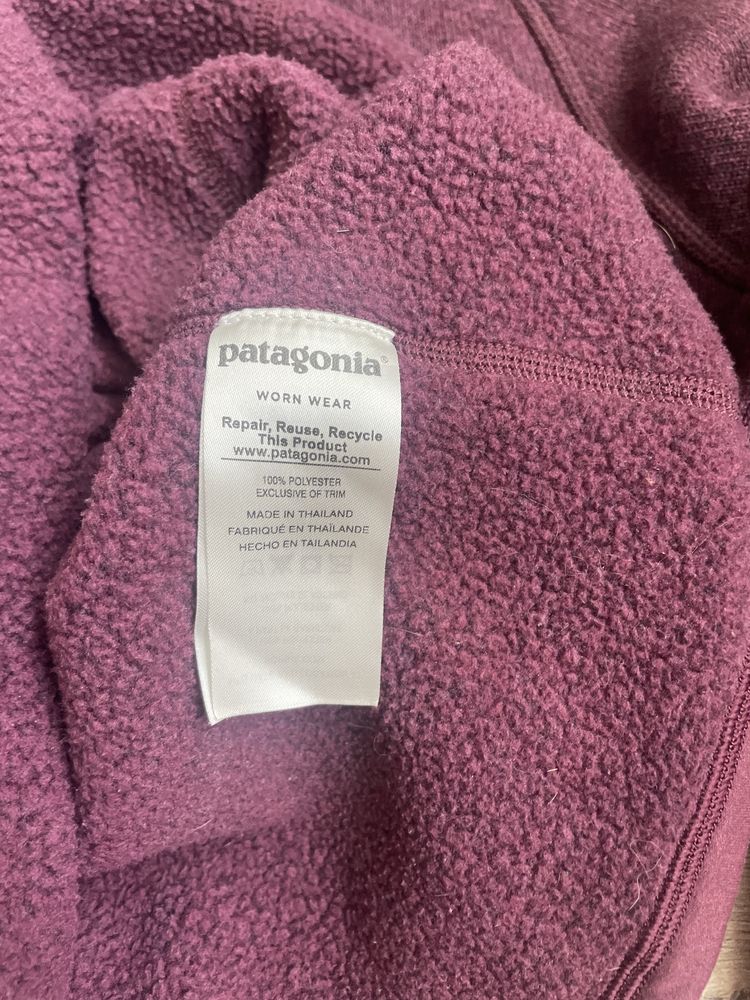 patagonia®
WORN WEAR
Repair, Reuse, Recycle
This Product
www.patagonia.com
100% POLYESTER
EXCLUSIVE OF TRIM
MADE IN THAILAND
FABRIQUÉ EN THAÏLANDE
HECHO EN TAILANDIA